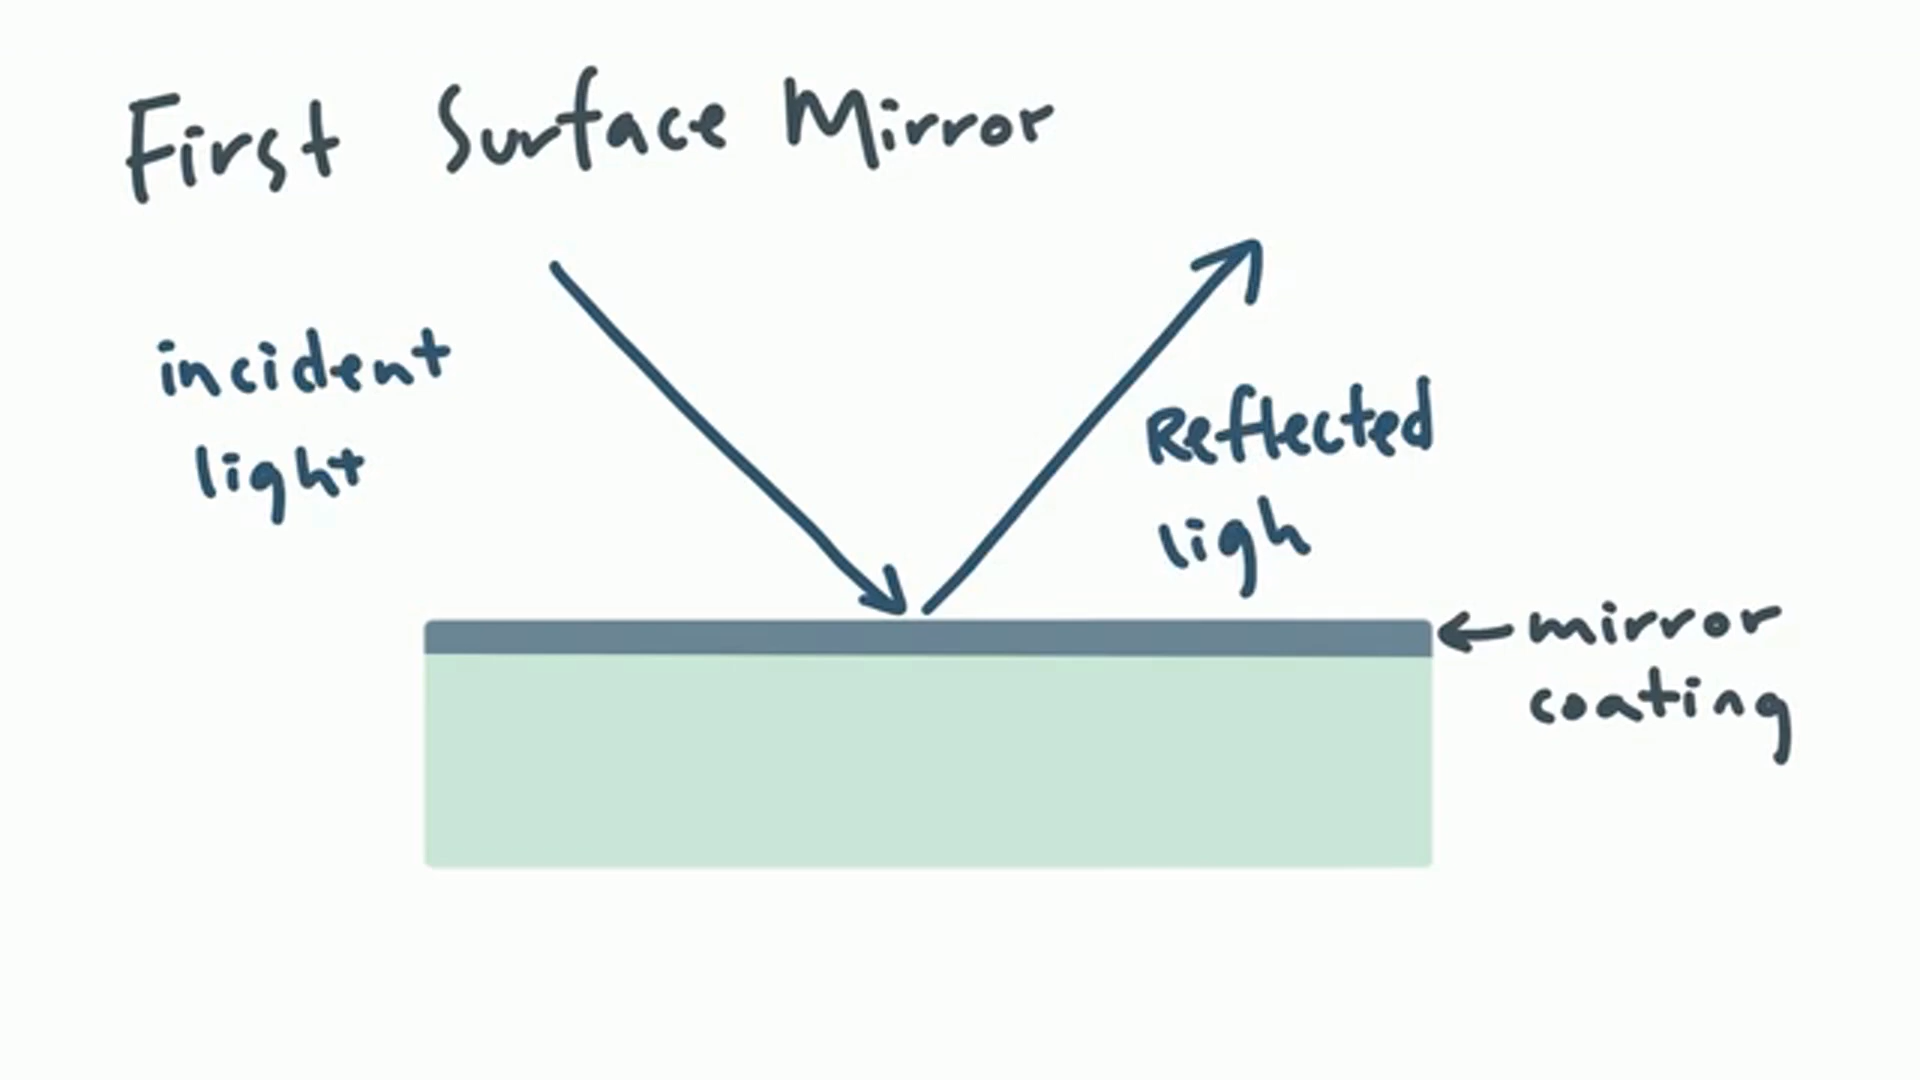 First Surface Mirror
incident
light
Reflected
ligh
mirror
coating